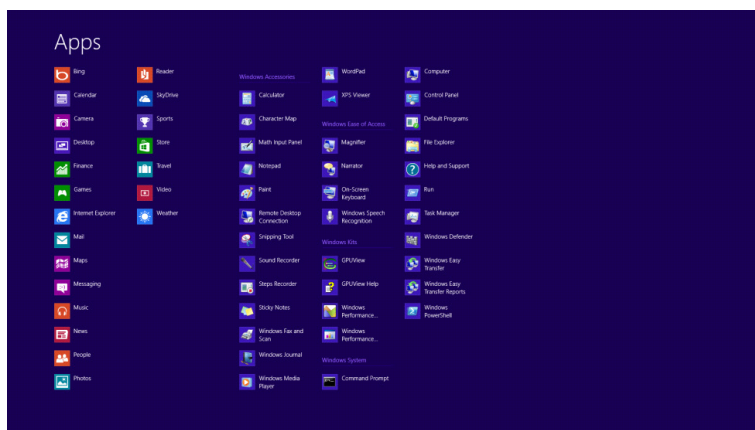 Apps
Bing
Calendar
Camera
Desktop
Finance
Games
Internet Explorer
Mail
Maps
Messaging
Music
News
People
Photos
Reader
SkyDrive
Sports
Store
Travel
Video
Weather
Windows Accessories
Calculator
Character Map
Math Input Panel
Notepad
Paint
Remote Desktop
Connection
Snipping Tool
Sound Recorder
Steps Recorder
Sticky Notes
Windows Fax and
Scan
Windows Journal
Windows Media
Player
WordPad
XPS Viewer
Windows Ease of Access
Magnifier
Narrator
On-Screen
Keyboard
Windows Speech
Recognition
Windows Kits
GPUView
GPUView Help
Windows
Performance...
Windows
Performance...
Windows System
Command Prompt
Computer
Control Panel
Default Programs
File Explorer
Help and Support
Run
Task Manager
Windows Defender
Windows Easy
Transfer
Windows Easy
Transfer Reports
Windows
PowerShell